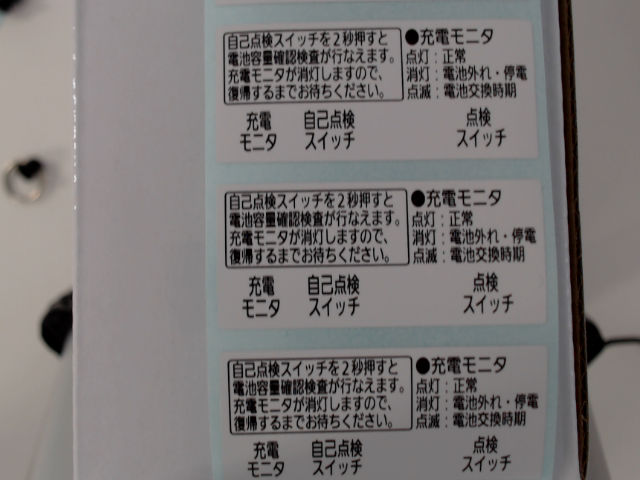 自己点検スイッチを2秒押すと
電池容量確認検査が行なえます。
充電モニタが消灯しますので、
復帰するまでお待ちください。
●充電モニタ
点灯：正常
消灯：電池外れ・停電
点滅：電池交換時期
充電
モニタ
自己点検
スイッチ
点検
スイッチ
自己点検スイッチを2秒押すと
電池容量確認検査が行なえます。
充電モニタが消灯しますので、
復帰するまでお待ちください。
●充電モニタ
点灯：正常
消灯：電池外れ・停電
点滅：電池交換時期
充電
モニタ
自己点検
スイッチ
点検
スイッチ
自己点検スイッチを2秒押すと
電池容量確認検査が行なえます。
充電モニタが消灯しますので、
復帰するまでお待ちください。
●充電モニタ
点灯：正常
消灯：電池外れ・停電
点滅：電池交換時期
充電
モニタ
自己点検
スイッチ
点検
スイッチ